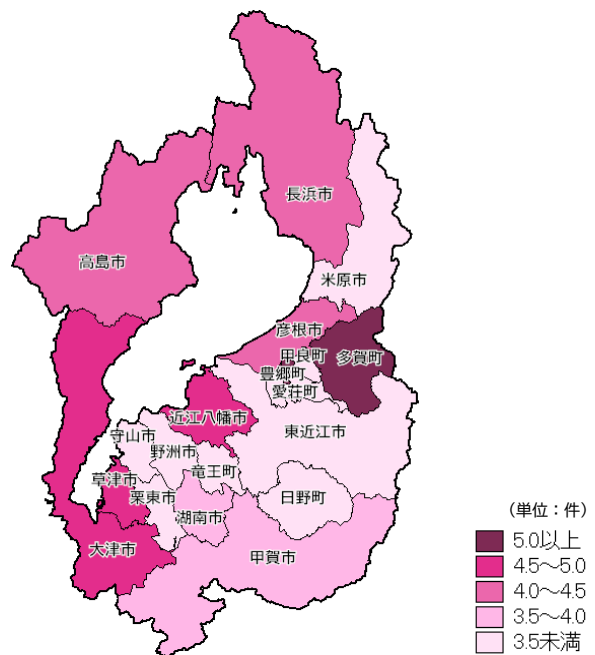 長浜市
高島市
米原市
彦根市
甲良町
多賀町
豊郷町
愛荘町
近江八幡市
東近江市
守山市
野洲市
竜王町
草津市
栗東市
日野町
湖南市
大津市
甲賀市
(単位：件)
5.0以上
4.5～5.0
4.0～4.5
3.5～4.0
3.5未満